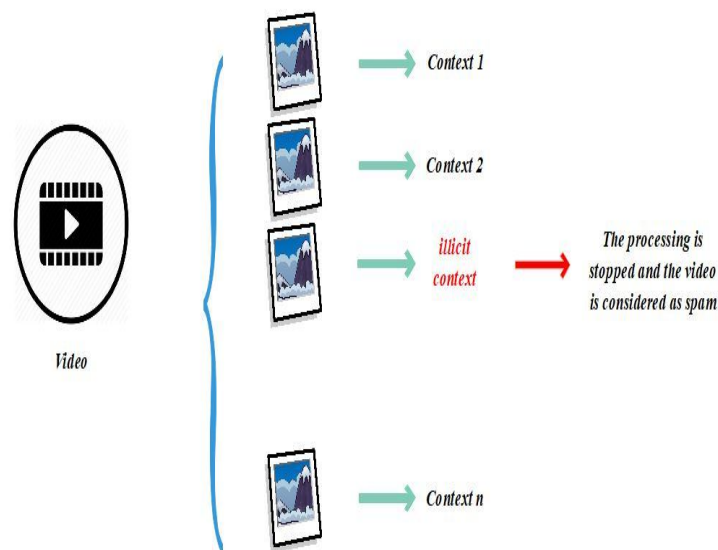 Context 1
Context 2
illicit
context
The processing is
stopped and the video
is considered as spam
Video
Context n